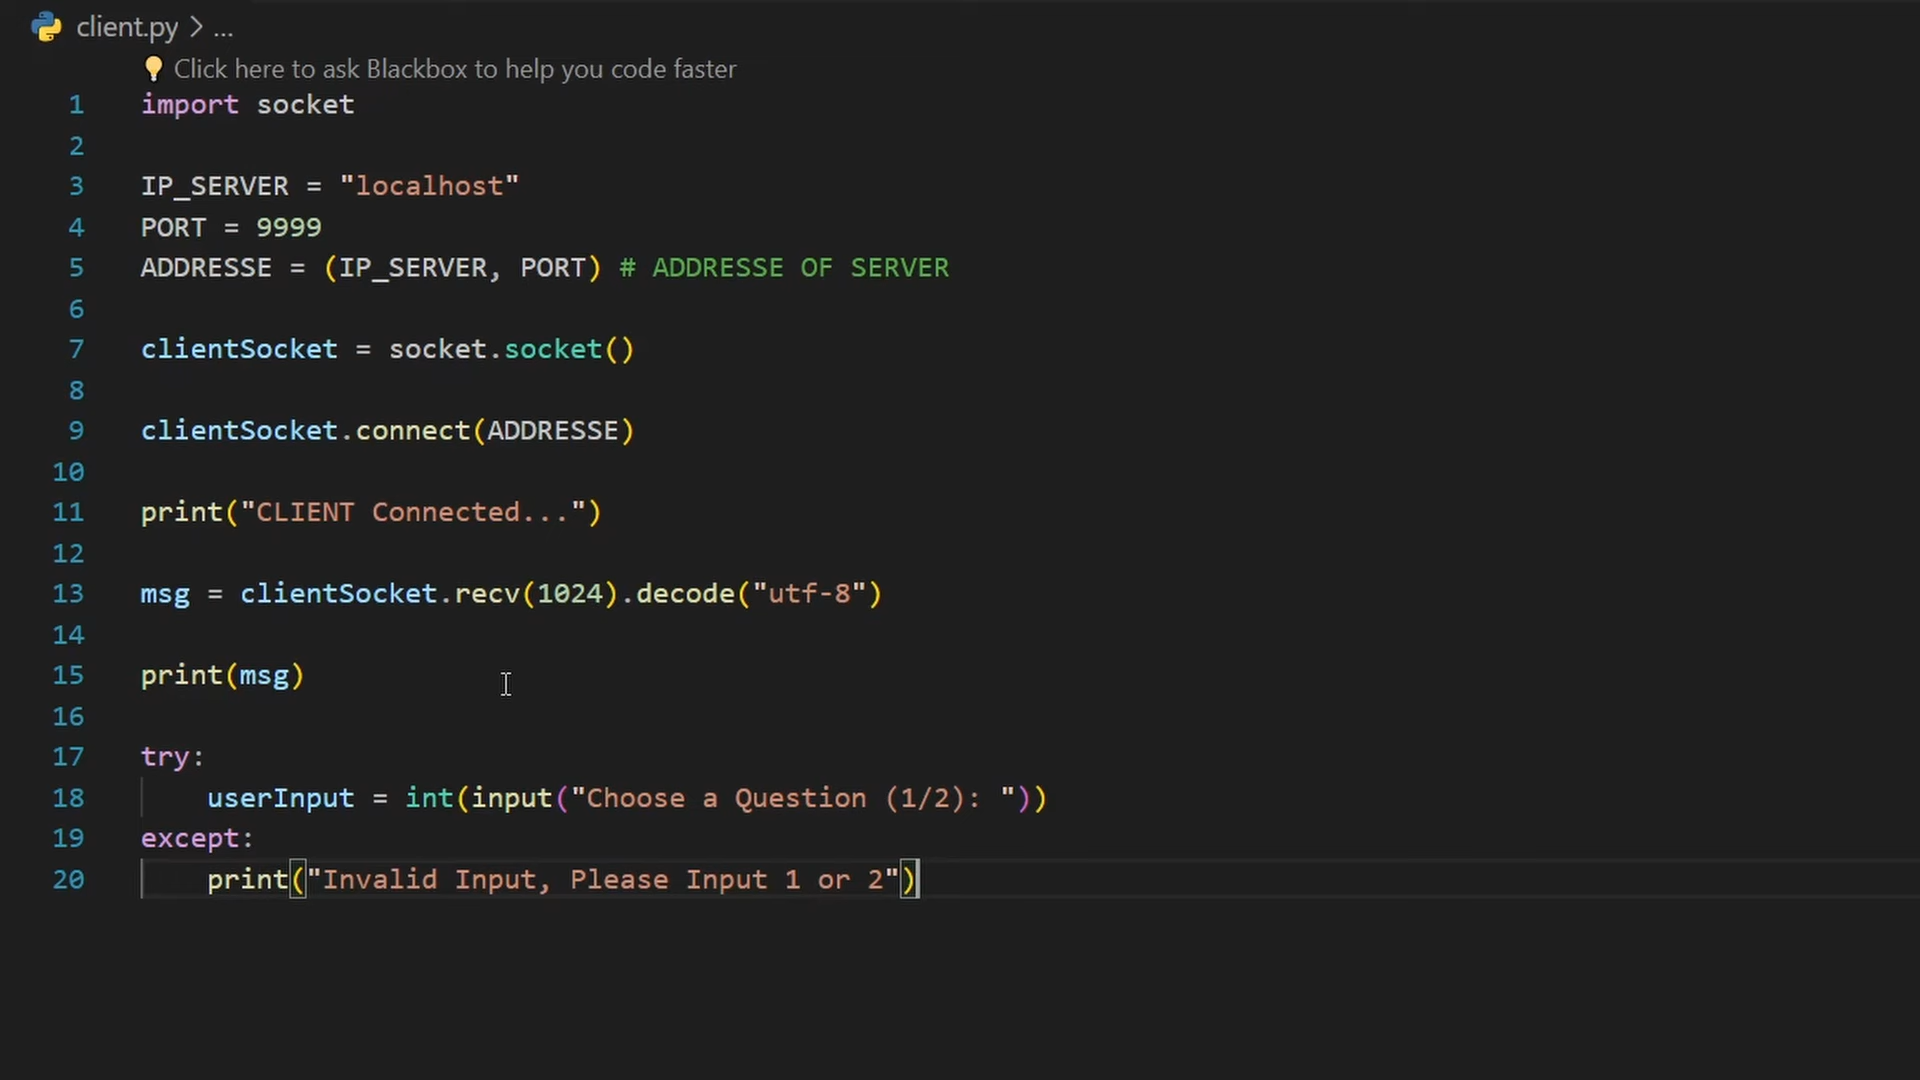 client.py > ...
Click here to ask Blackbox to help you code faster
1 import socket
2
3 IP_SERVER = "localhost"
4 PORT = 9999
5 ADDRESSE = (IP_SERVER, PORT) # ADDRESSE OF SERVER
6
7 clientSocket = socket.socket()
8
9 clientSocket.connect(ADDRESSE)
10
11 print("CLIENT Connected...")
12
13 msg = clientSocket.recv(1024).decode("utf-8")
14
15 print(msg)
16
17 try:
18     userInput = int(input("Choose a Question (1/2): "))
19 except:
20     print("Invalid Input, Please Input 1 or 2")